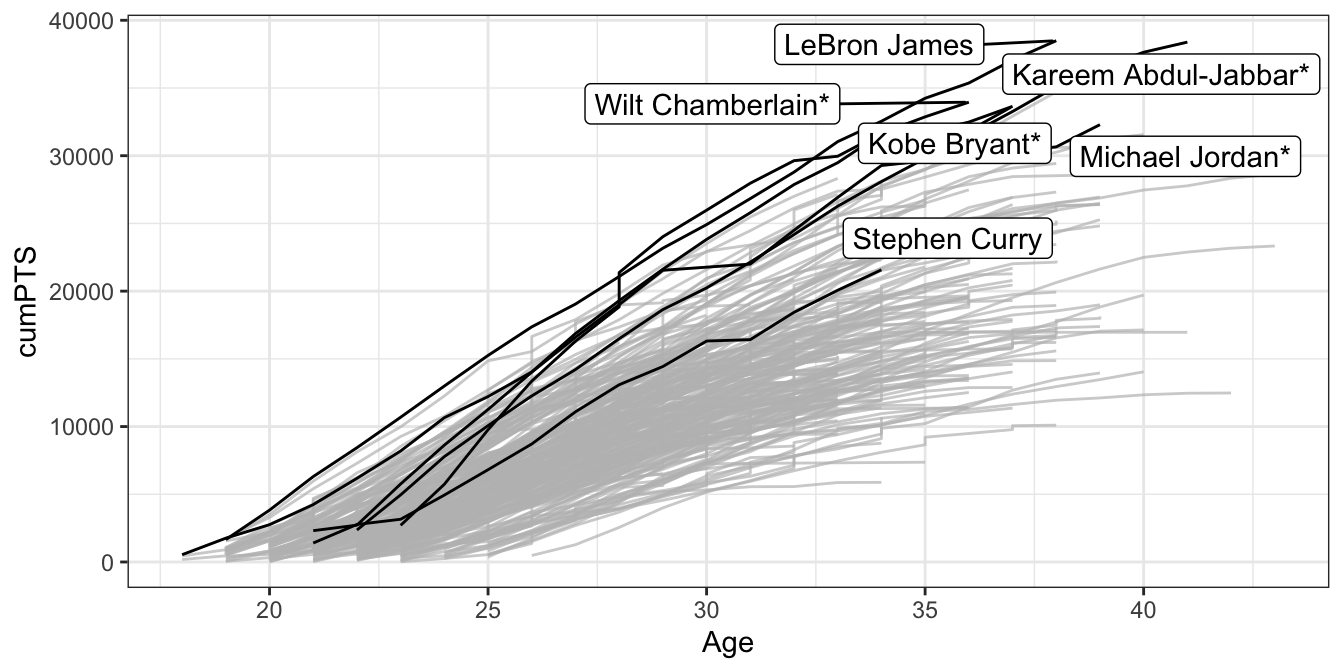 40000
30000
20000
10000
0
cumPTS
LeBron James
Kareem Abdul-Jabbar*
Wilt Chamberlain*
Kobe Bryant*
Michael Jordan*
Stephen Curry
20
25
30
35
40
Age